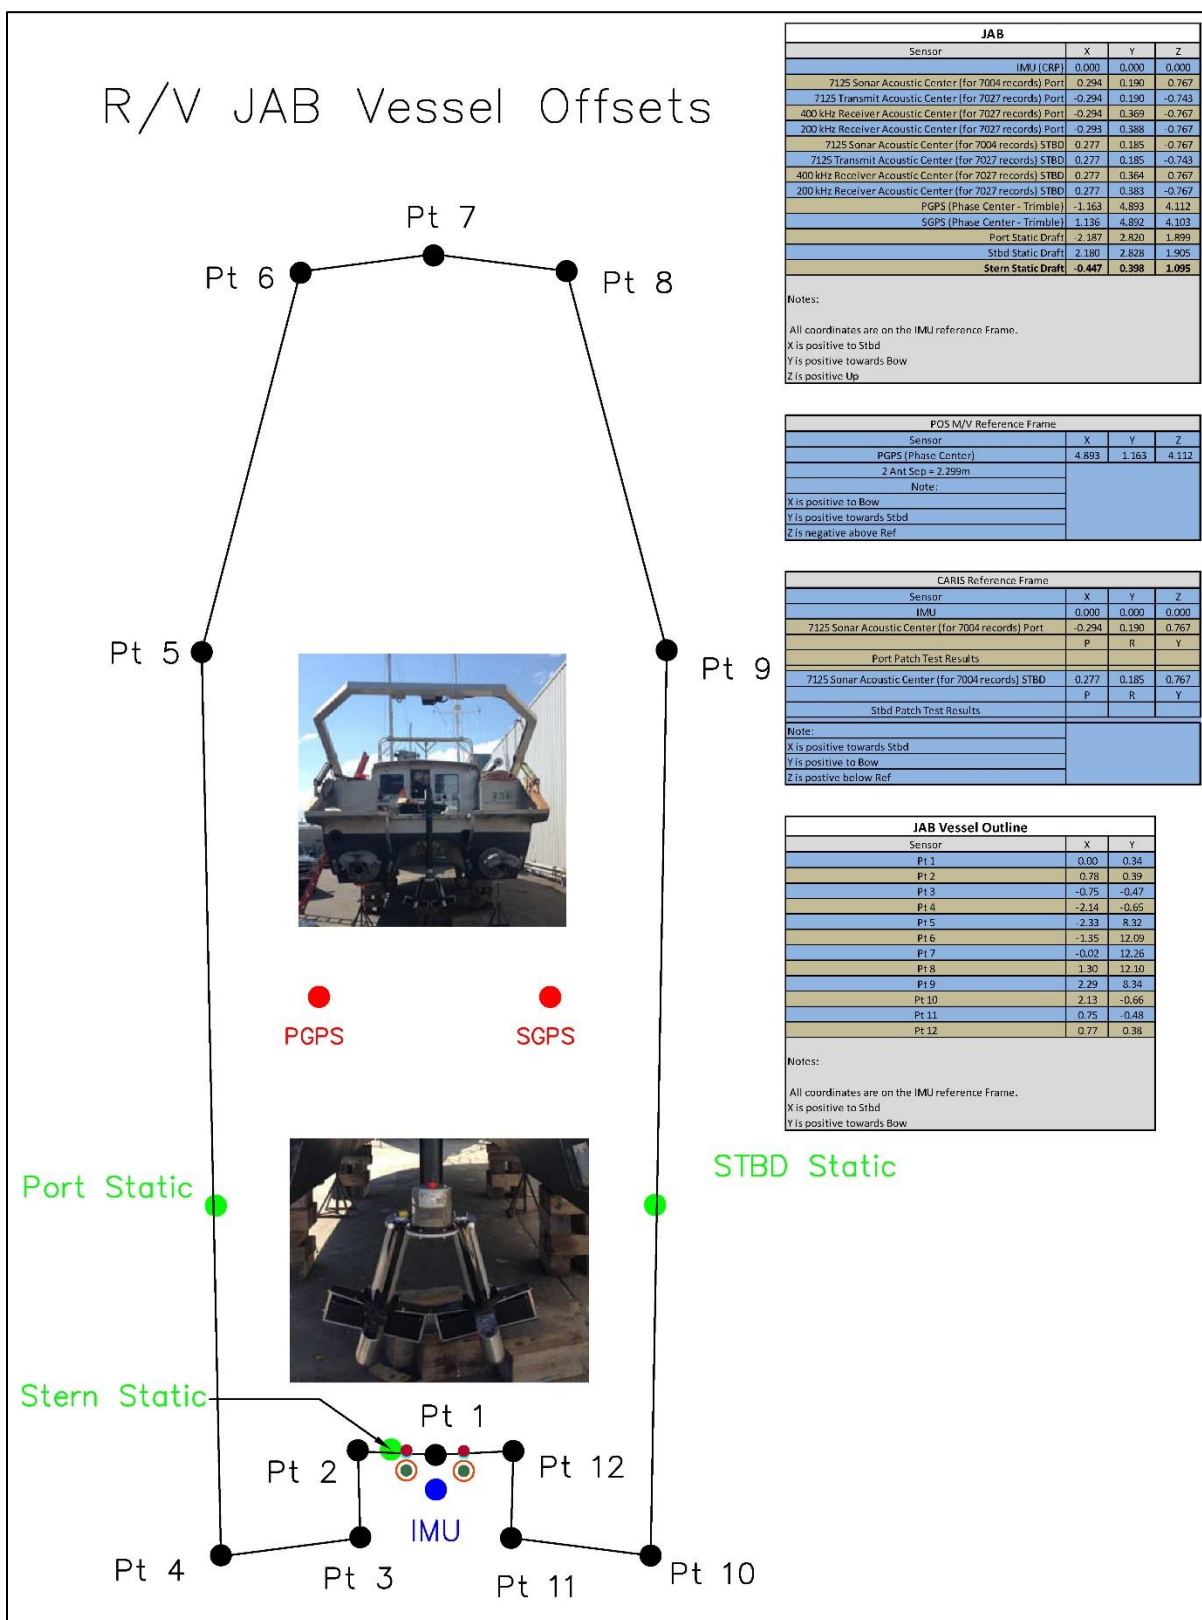 R/V JAB Vessel Offsets
Pt 7
Pt 6
Pt 8
Pt 5
Pt 9
PGPS
SGPS
Port Static
STBD Static
Stern Static
Pt 1
Pt 2
Pt 12
IMU
Pt 4
Pt 3
Pt 11
Pt 10
JAB
Sensor X Y Z
IMU (CRP) 0.000 0.000 0.000
7125 Sonar Acoustic Center (for 7004 records) Port 0.294 0.190 0.767
7125 Transmit Acoustic Center (for 7027 records) Port -0.294 0.190 -0.743
400 kHz Receiver Acoustic Center (for 7027 records) Port -0.294 0.369 -0.767
200 kHz Receiver Acoustic Center (for 7027 records) Port -0.293 0.388 -0.767
7125 Sonar Acoustic Center (for 7004 records) STBD 0.277 0.185 -0.767
7125 Transmit Acoustic Center (for 7027 records) STBD 0.277 0.185 -0.743
400 kHz Receiver Acoustic Center (for 7027 records) STBD 0.277 0.364 0.767
200 kHz Receiver Acoustic Center (for 7027 records) STBD 0.277 0.383 -0.767
PGPS (Phase Center - Trimble) -1.163 4.893 4.112
SGPS (Phase Center - Trimble) 1.136 4.892 4.103
Port Static Draft -2.187 2.820 1.899
Stbd Static Draft 2.180 2.828 1.905
Stern Static Draft -0.447 0.398 1.095
Notes:
All coordinates are on the IMU reference Frame.
X is positive to Stbd
Y is positive towards Bow
Z is positive Up
POS M/V Reference Frame
Sensor X Y Z
PGPS (Phase Center) 4.893 1.163 4.112
2 Ant Sep = 2.299m
Note:
X is positive to Bow
Y is positive towards Stbd
Z is negative above Ref
CARIS Reference Frame
Sensor X Y Z
IMU 0.000 0.000 0.000
7125 Sonar Acoustic Center (for 7004 records) Port -0.294 0.190 0.767
P R Y
Port Patch Test Results
7125 Sonar Acoustic Center (for 7004 records) STBD 0.277 0.185 0.767
P R Y
Stbd Patch Test Results
Note:
X is positive towards Stbd
Y is positive to Bow
Z is postive below Ref
JAB Vessel Outline
Sensor X Y
Pt 1 0.00 0.34
Pt 2 0.78 0.39
Pt 3 -0.75 -0.47
Pt 4 -2.14 -0.65
Pt 5 -2.33 8.32
Pt 6 -1.35 12.09
Pt 7 -0.02 12.26
Pt 8 1.30 12.10
Pt 9 2.29 8.34
Pt 10 2.13 -0.66
Pt 11 0.75 -0.48
Pt 12 0.77 0.38
Notes:
All coordinates are on the IMU reference Frame.
X is positive to Stbd
Y is positive towards Bow